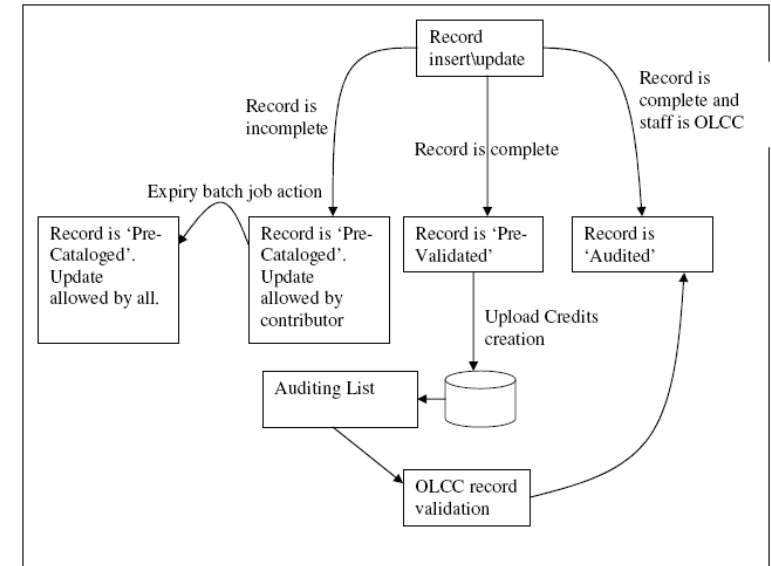 Record
insert\update
Record is
incomplete
Record is complete
Record is
complete and
staff is OLCC
Expiry batch job action
Record is ‘Pre-
Cataloged’.
Update
allowed by all.
Record is ‘Pre-
Cataloged’.
Update
allowed by
contributor
Record is ‘Pre-
Validated’
Record is
‘Audited’
Upload Credits
creation
Auditing List
OLCC record
validation